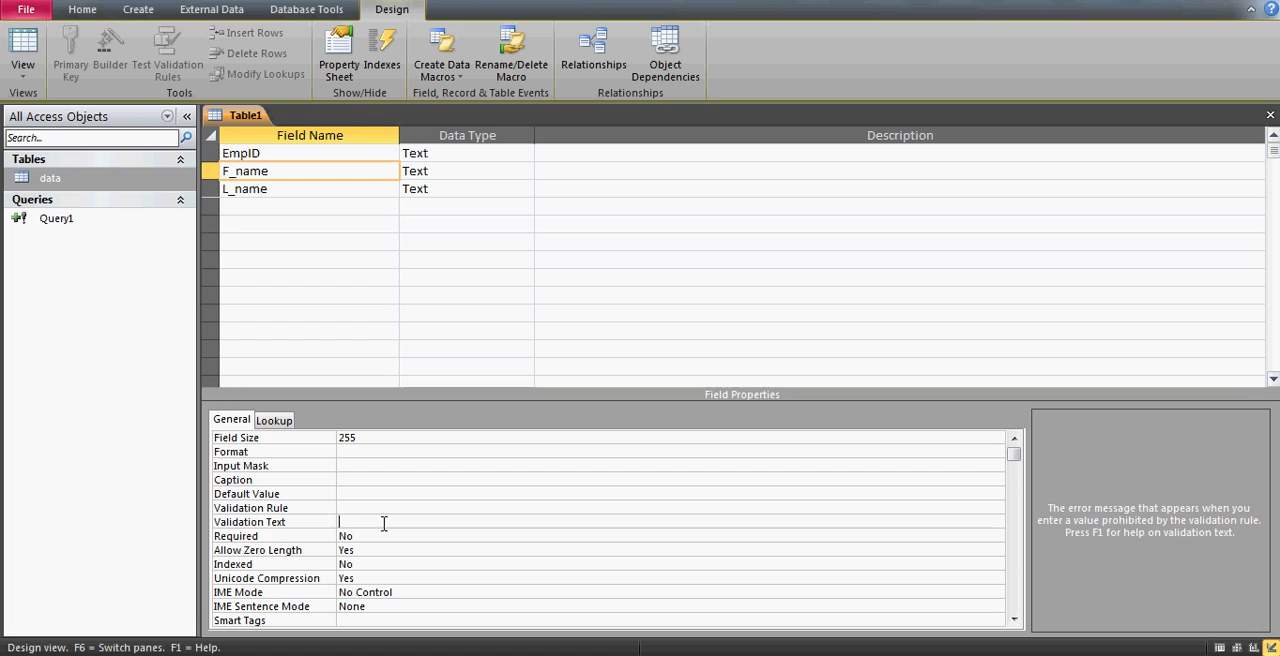 File Home Create External Data Database Tools Design
View
Views
Primary Key
Builder
Test Validation Rules
Insert Rows
Delete Rows
Modify Lookups
Tools
Property Sheet
Indexes
Show/Hide
Create Data Macros
Rename/Delete Macro
Field, Record & Table Events
Relationships
Object Dependencies
Relationships
All Access Objects
Search...
Tables
data
Queries
Query1
Table1
Field Name Data Type Description
EmpID Text
F_name Text
L_name Text
Field Properties
General Lookup
Field Size 255
Format
Input Mask
Caption
Default Value
Validation Rule
Validation Text
Required No
Allow Zero Length Yes
Indexed No
Unicode Compression Yes
IME Mode No Control
IME Sentence Mode None
Smart Tags
The error message that appears when you
enter a value prohibited by the validation rule.
Press F1 for help on validation text.
Design view. F6 = Switch panes. F1 = Help.